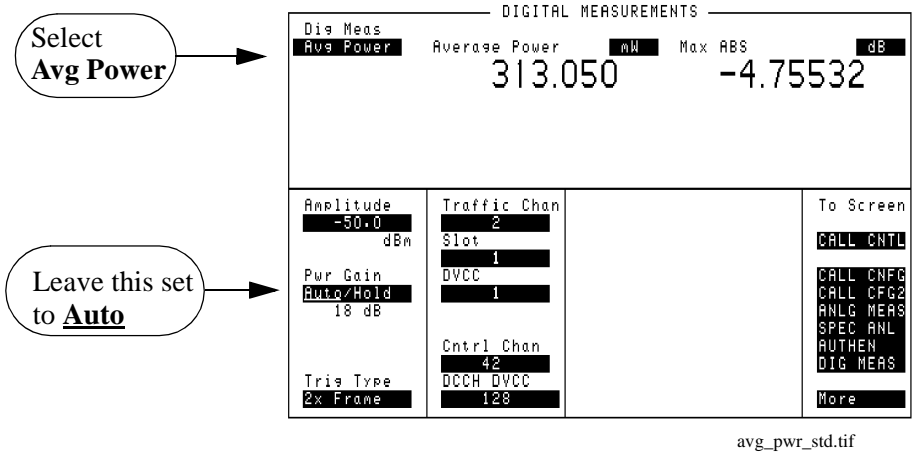 DIGITAL MEASUREMENTS
Select
Avg Power
Dig Meas
Avg Power
Average Power mW Max ABS dB
313.050 -4.75532
Leave this set
to Auto
Amplitude
-50.0
dBm
Pwr Gain
Auto/Hold
18 dB
Trig Type
2x Frame
Traffic Chan
2
Slot
1
DVCC
1
Cntrl Chan
42
DCCH DVCC
128
To Screen
CALL CNTL
CALL CNFG
CALL CFG2
ANLG MEAS
SPEC ANL
AUTHEN
DIG MEAS
More
avg_pwr_std.tif